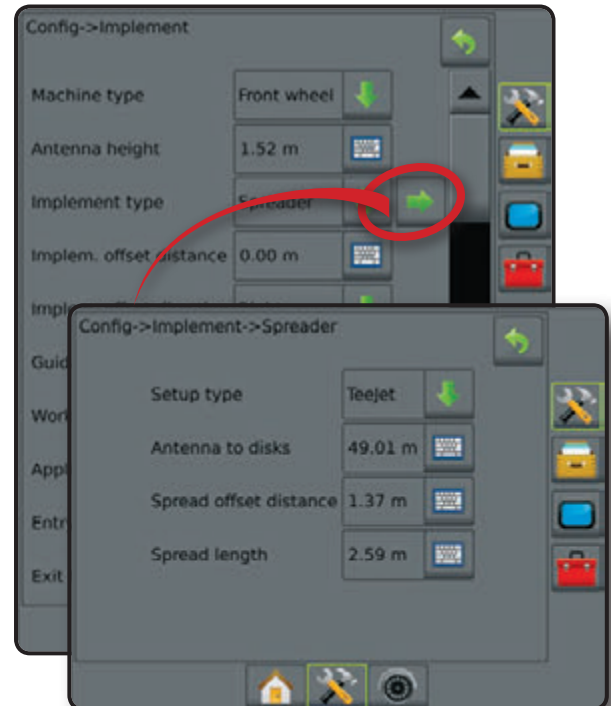 Config->Implement
Machine type Front wheel
Antenna height 1.52 m
Implement type Spreader
Implem. offset distance 0.00 m
Config->Implement->Spreader
Setup type TeeJet
Antenna to disks 49.01 m
Spread offset distance 1.37 m
Spread length 2.59 m
Exit